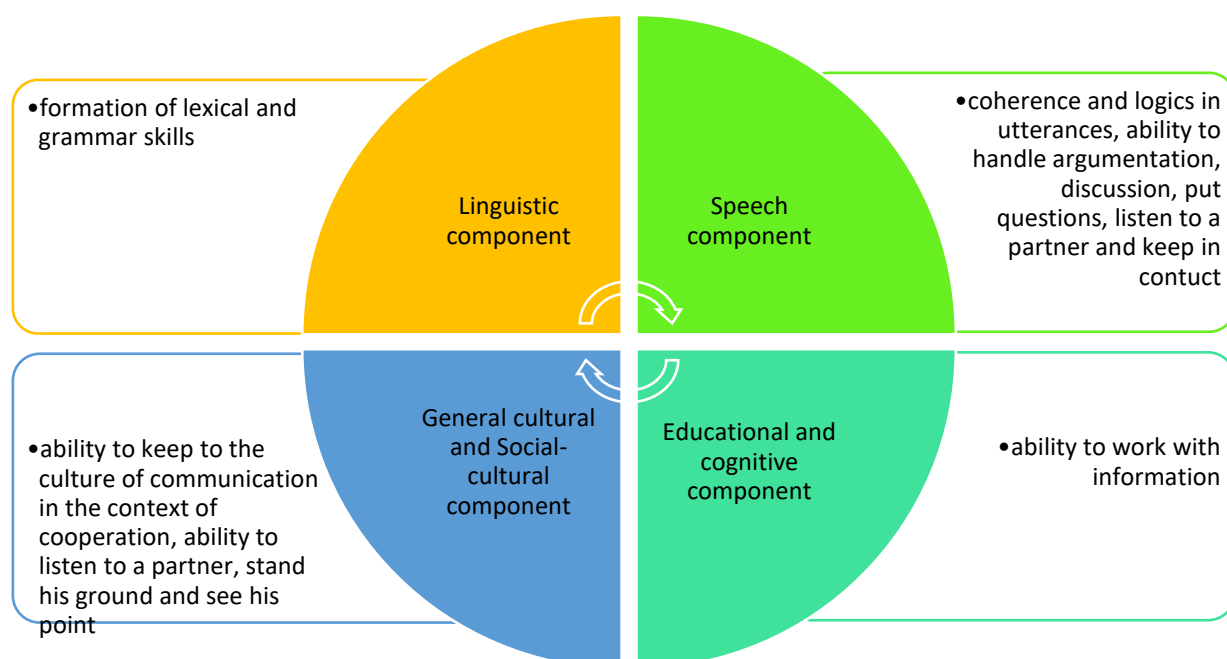 •formation of lexical and
grammar skills
Linguistic
component
Speech
component
•coherence and logics in
utterances, ability to
handle argumentation,
discussion, put
questions, listen to a
partner and keep in
contuct
•ability to keep to the
culture of communication
in the context of
cooperation, ability to
listen to a partner, stand
his ground and see his
point
General cultural
and Social-
cultural
component
Educational and
cognitive
component
•ability to work with
information